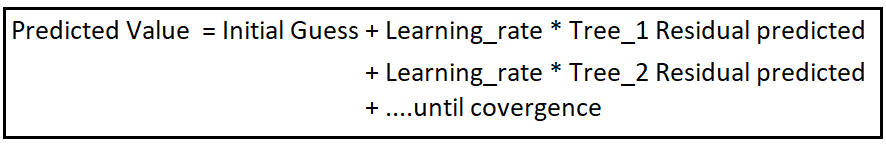 Predicted Value = Initial Guess + Learning_rate * Tree_1 Residual predicted
+ Learning_rate * Tree_2 Residual predicted
+ ....until covergence